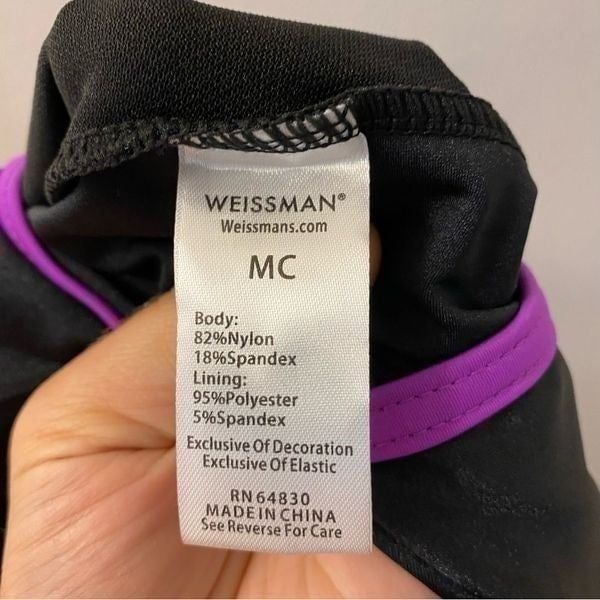 WEISSMAN®
Weissmans.com
MC
Body:
82%Nylon
18%Spandex
Lining:
95%Polyester
5%Spandex
Exclusive Of Decoration
Exclusive Of Elastic
RN 64830
MADE IN CHINA
See Reverse For Care